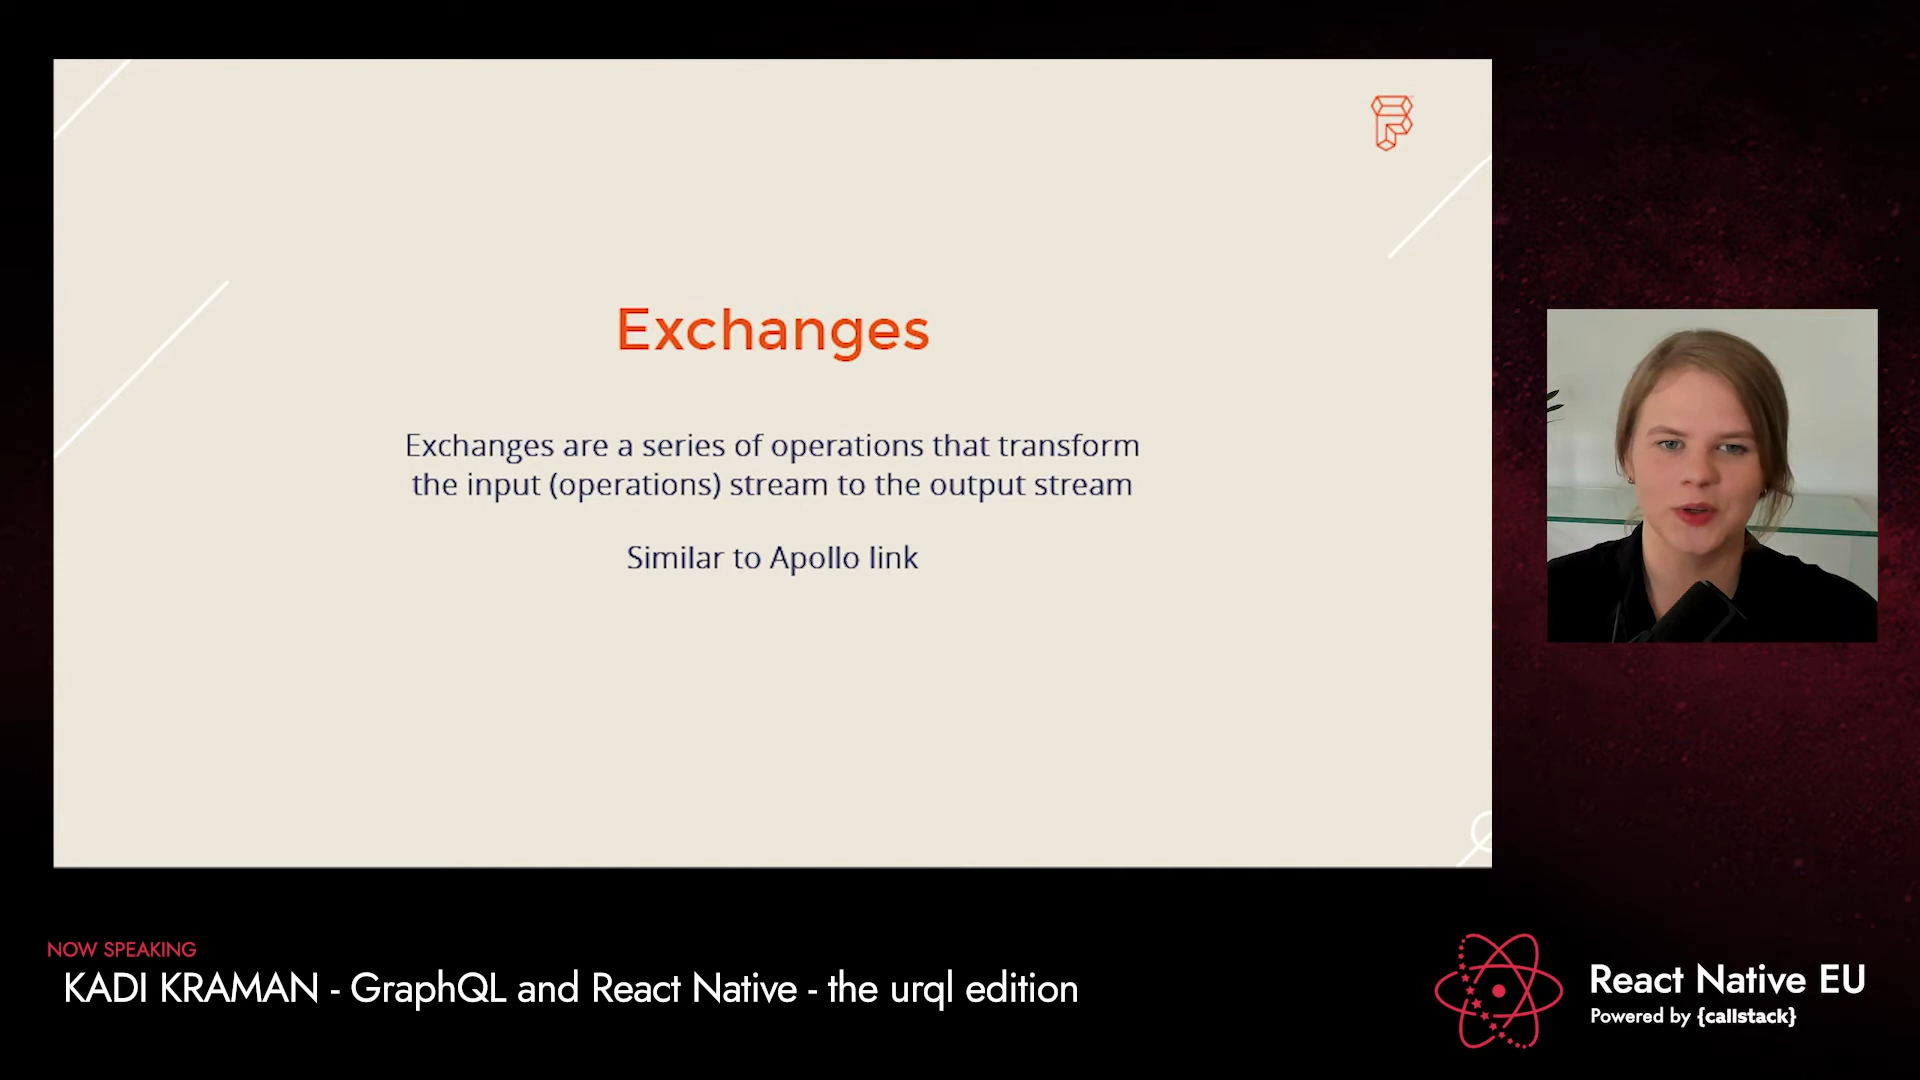 Exchanges
Exchanges are a series of operations that transform
the input (operations) stream to the output stream
Similar to Apollo link
NOW SPEAKING
KADI KRAMAN - GraphQL and React Native - the urql edition
React Native EU
Powered by {callstack}